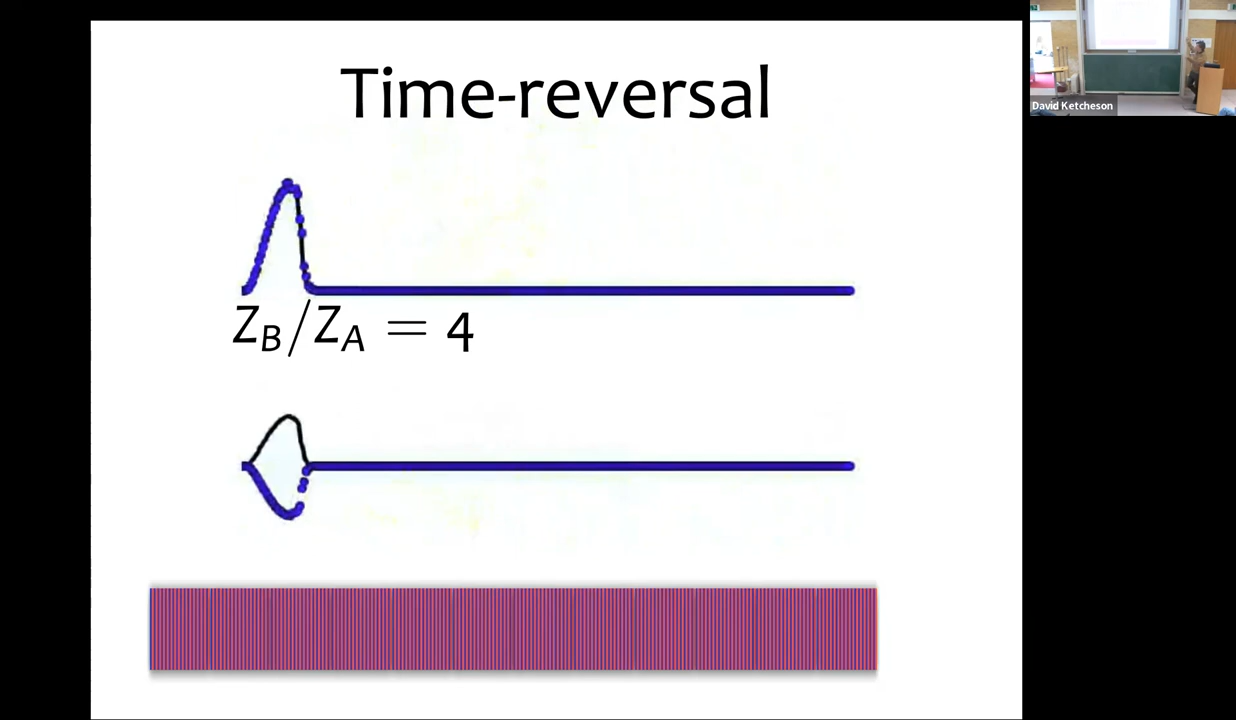 Time-reversal
Z_B/Z_A = 4
David Ketcheson